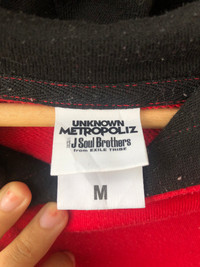 UNKNOWN
METROPOLIZ
三代目 J Soul Brothers
from EXILE TRIBE
M